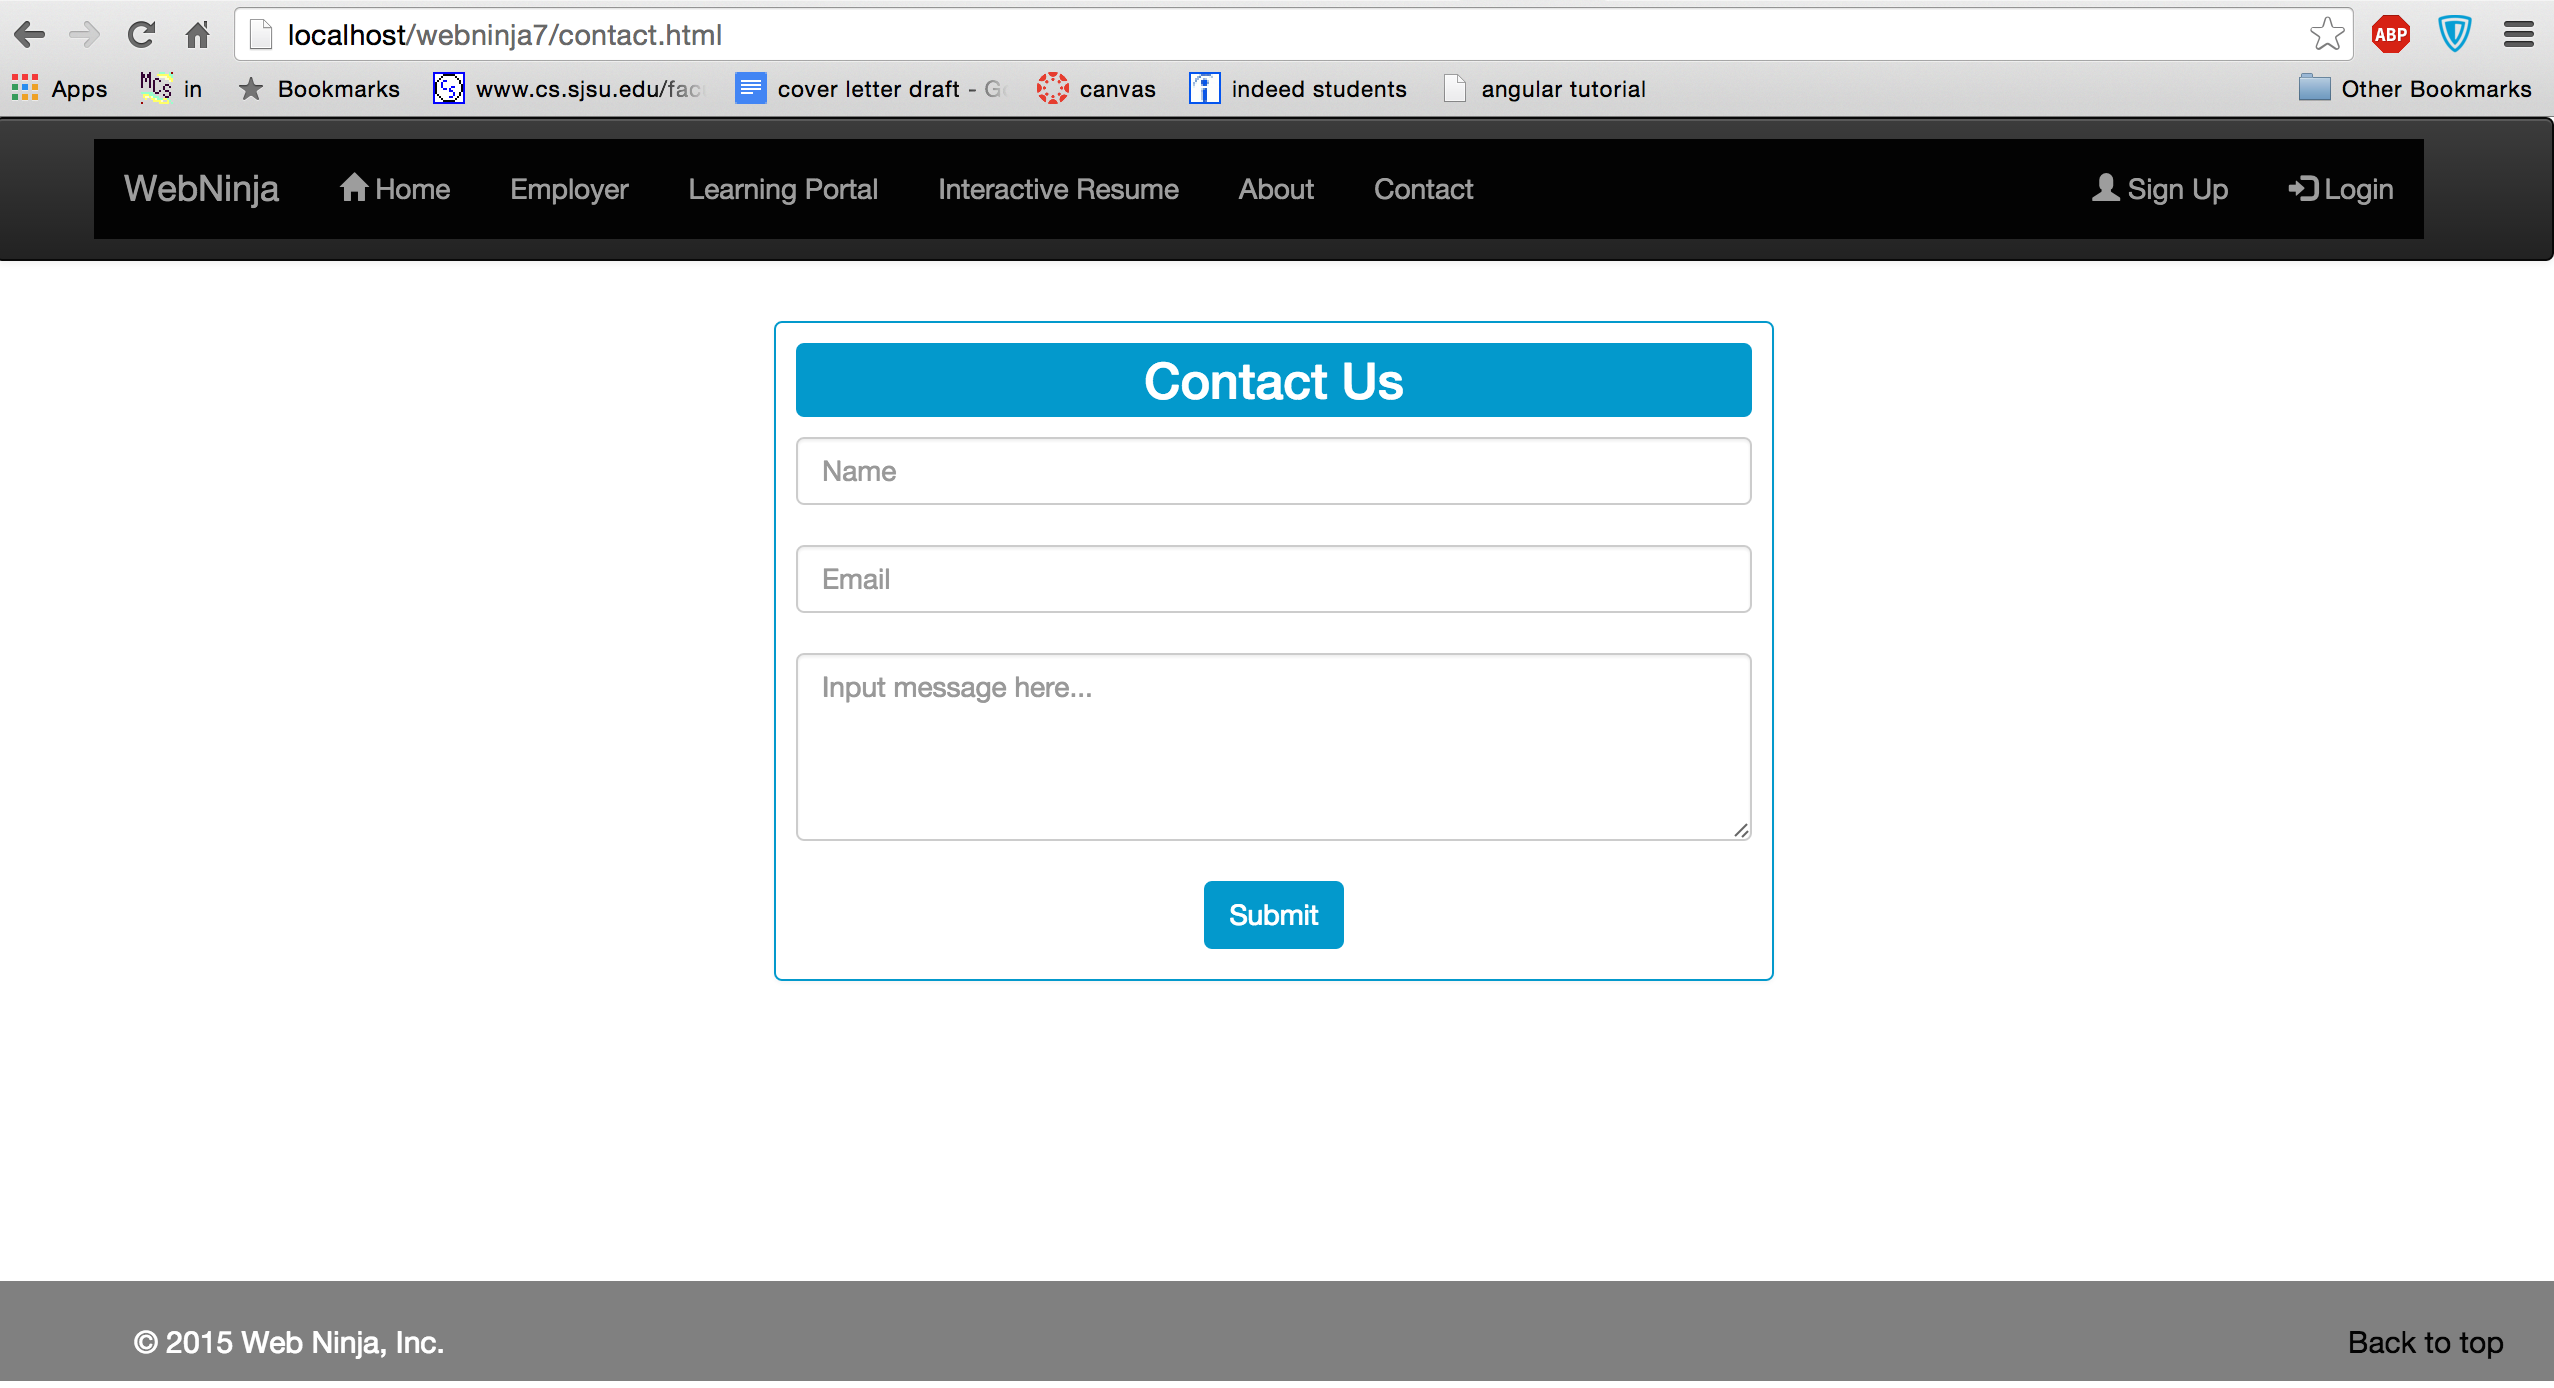 localhost/webninja7/contact.html
ABP
Apps in Bookmarks www.cs.sjsu.edu/fac cover letter draft - G canvas indeed students angular tutorial Other Bookmarks
WebNinja Home Employer Learning Portal Interactive Resume About Contact Sign Up Login
Contact Us
Name
Email
Input message here...
Submit
© 2015 Web Ninja, Inc. Back to top